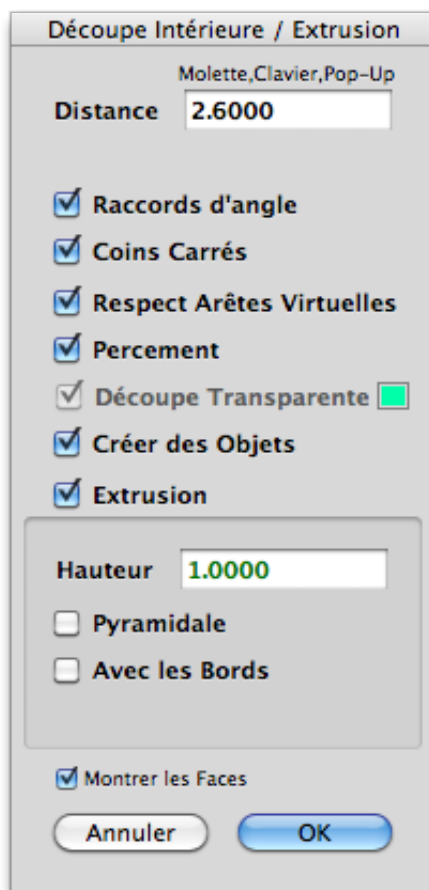 Découpe Intérieure / Extrusion
Molette,Clavier,Pop-Up
Distance 2.6000
Raccords d'angle
Coins Carrés
Respect Arêtes Virtuelles
Percement
Découpe Transparente
Créer des Objets
Extrusion
Hauteur 1.0000
Pyramidale
Avec les Bords
Montrer les Faces
Annuler OK